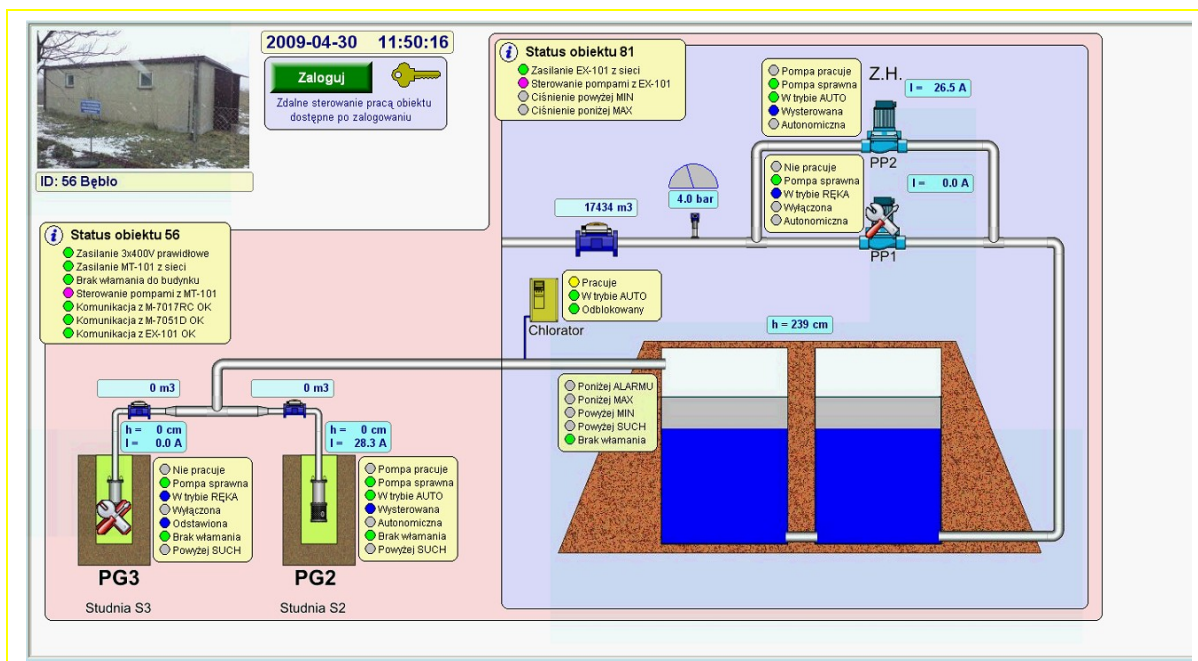 2009-04-30 11:50:16
Zaloguj
Zdalne sterowanie pracą obiektu
dostępne po zalogowaniu
ID: 56 Bębło
Status obiektu 81
Zasilanie EX-101 z sieci
Sterowanie pompami z EX-101
Ciśnienie powyżej MIN
Ciśnienie poniżej MAX
Pompa pracuje
Pompa sprawna
W trybie AUTO
Wysterowana
Autonomiczna
Z.H.
I = 26.5 A
PP2
Nie pracuje
Pompa sprawna
W trybie RĘKA
Wyłączona
Autonomiczna
I = 0.0 A
PP1
4.0 bar
17434 m3
Status obiektu 56
Zasilanie 3x400V prawidłowe
Zasilanie MT-101 z sieci
Brak włamania do budynku
Sterowanie pompami z MT-101
Komunikacja z M-7017RC OK
Komunikacja z M-7051D OK
Komunikacja z EX-101 OK
Pracuje
W trybie AUTO
Odblokowany
Chlorator
h = 239 cm
Poniżej ALARMU
Poniżej MAX
Powyżej MIN
Powyżej SUCH
Brak włamania
0 m3
0 m3
h = 0 cm
I = 0.0 A
h = 0 cm
I = 28.3 A
Nie pracuje
Pompa sprawna
W trybie RĘKA
Wyłączona
Odstawiona
Brak włamania
Powyżej SUCH
Pompa pracuje
Pompa sprawna
W trybie AUTO
Wysterowana
Autonomiczna
Brak włamania
Powyżej SUCH
PG3
Studnia S3
PG2
Studnia S2